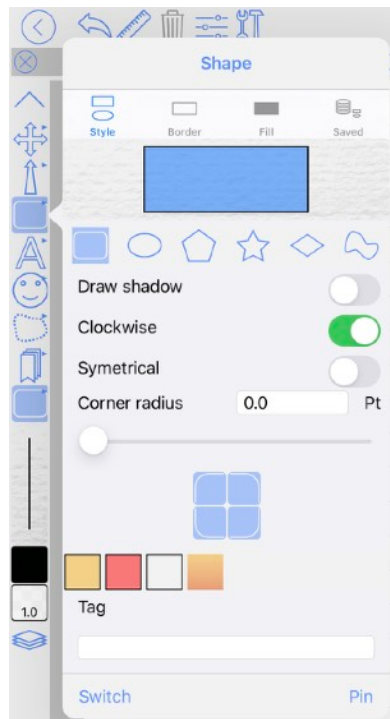 Shape
Style Border Fill Saved
Draw shadow
Clockwise
Symetrical
Corner radius 0.0 Pt
1.0
Tag
Switch Pin